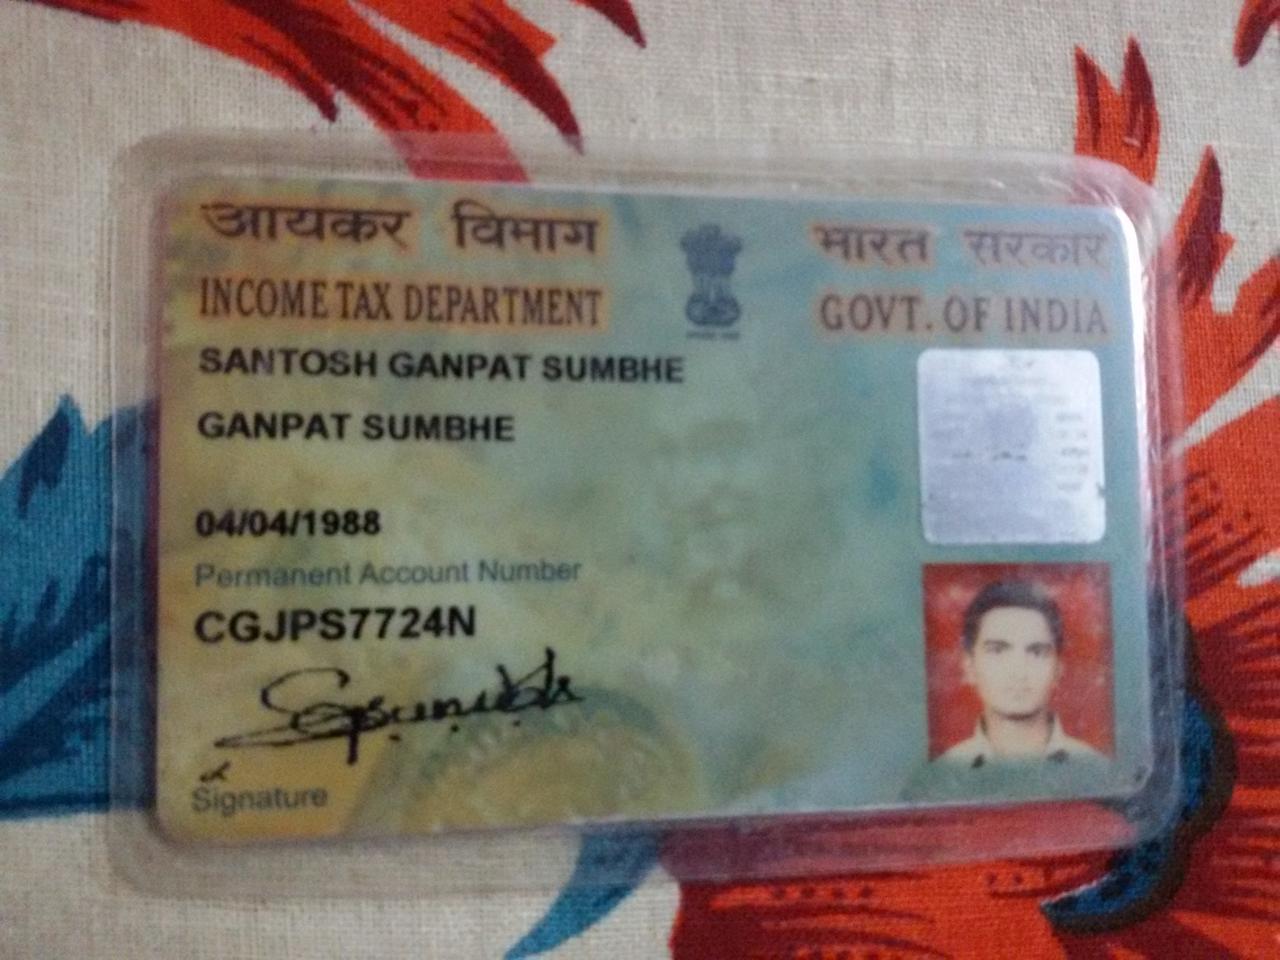 आयकर विभाग
भारत सरकार
INCOME TAX DEPARTMENT
GOVT. OF INDIA
SANTOSH GANPAT SUMBHE
GANPAT SUMBHE
04/04/1988
Permanent Account Number
CGJPS7724N
Signature